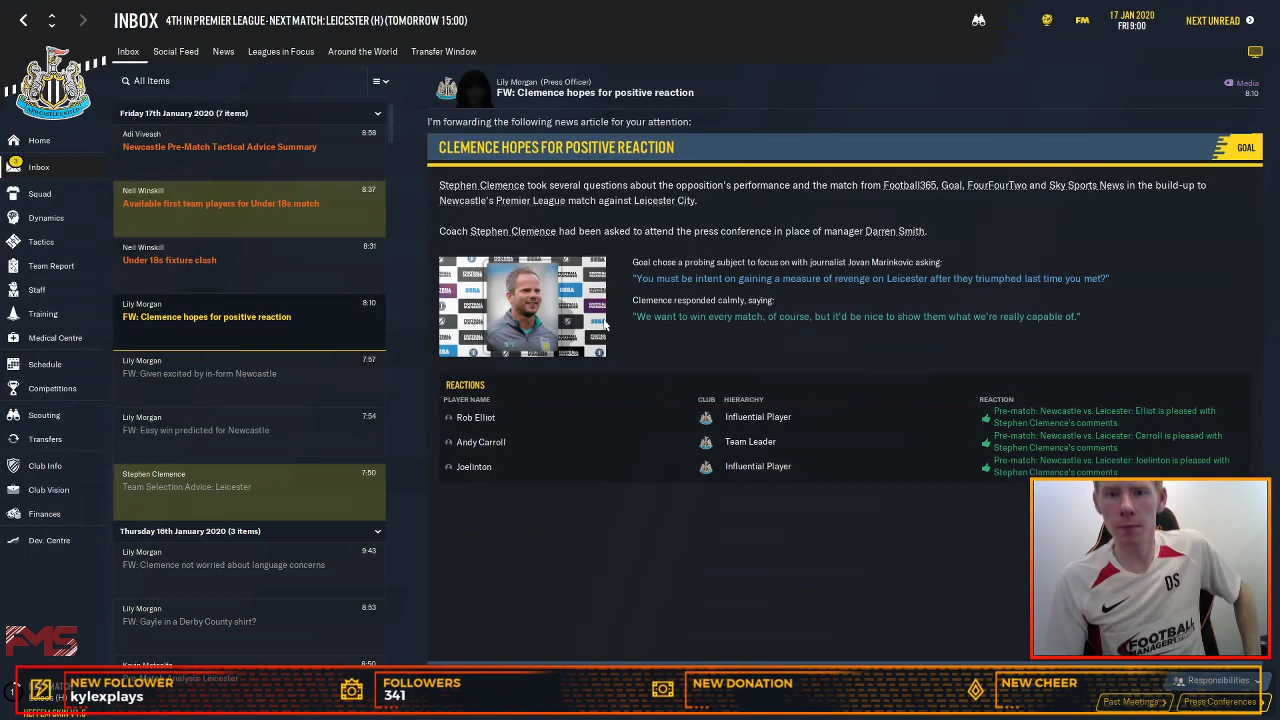 INBOX
4TH IN PREMIER LEAGUE - NEXT MATCH: LEICESTER (H) (TOMORROW 15:00)
FM
17 JAN 2020
FRI 9:00
NEXT UNREAD
Inbox
Social Feed
News
Leagues in Focus
Around the World
Transfer Window
NEWCASTLE UNITED
3
Home
Inbox
Squad
Dynamics
Tactics
Team Report
Staff
Training
Medical Centre
Schedule
Competitions
Scouting
Transfers
Club Info
Club Vision
Finances
Dev. Centre
All Items
Friday 17th January 2020 (7 items)
Adi Viveash 8:58
Newcastle Pre-Match Tactical Advice Summary
Neil Winskill 8:37
Available first team players for Under 18s match
Neil Winskill 8:31
Under 18s fixture clash
Lily Morgan 8:10
FW: Clemence hopes for positive reaction
Lily Morgan 7:57
FW: Given excited by in-form Newcastle
Lily Morgan 7:54
FW: Easy win predicted for Newcastle
Stephen Clemence 7:50
Team Selection Advice: Leicester
Thursday 16th January 2020 (3 items)
Lily Morgan 9:43
FW: Clemence not worried about language concerns
Lily Morgan 8:53
FW: Gayle in a Derby County shirt?
8:50
Lily Morgan (Press Officer)
FW: Clemence hopes for positive reaction
Media
8:10
I'm forwarding the following news article for your attention:
CLEMENCE HOPES FOR POSITIVE REACTION
GOAL
Stephen Clemence took several questions about the opposition's performance and the match from Football365, Goal, FourFourTwo and Sky Sports News in the build-up to
Newcastle's Premier League match against Leicester City.
Coach Stephen Clemence had been asked to attend the press conference in place of manager Darren Smith.
SEGA
Goal chose a probing subject to focus on with journalist Jovan Marinkovic asking:
"You must be intent on gaining a measure of revenge on Leicester after they triumphed last time you met?"
Clemence responded calmly, saying:
"We want to win every match, of course, but it'd be nice to show them what we're really capable of."
REACTIONS
PLAYER NAME CLUB HIERARCHY REACTION
Rob Elliot Influential Player Pre-match: Newcastle vs. Leicester: Elliot is pleased with
Stephen Clemence's comments
Andy Carroll Team Leader Pre-match: Newcastle vs. Leicester: Carroll is pleased with
Stephen Clemence's comments
Joelinton Influential Player Pre-match: Newcastle vs. Leicester: Joelinton is pleased with
Stephen Clemence's comments
DS
FOOTBALL
FMS
NEW FOLLOWER
kylexplays
FOLLOWERS
341
NEW DONATION
NEW CHEER
Responsibilities
Past Meetings
Press Conferences